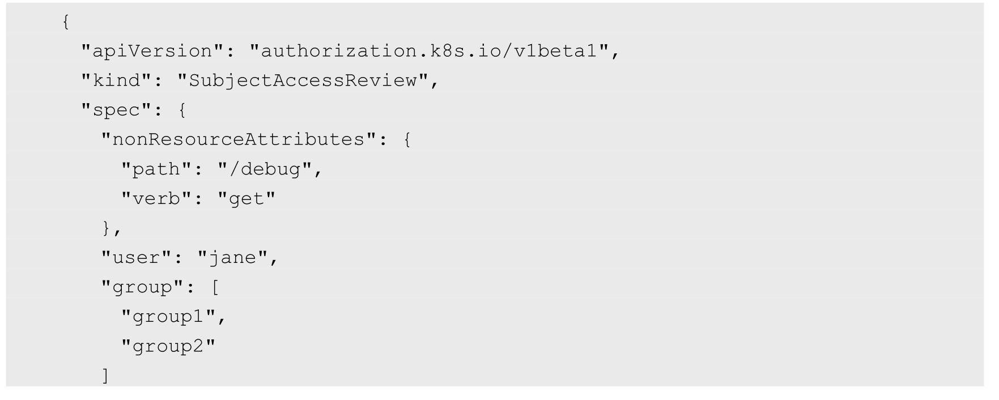 {
"apiVersion": "authorization.k8s.io/v1beta1",
"kind": "SubjectAccessReview",
"spec": {
"nonResourceAttributes": {
"path": "/debug",
"verb": "get"
},
"user": "jane",
"group": [
"group1",
"group2"
]